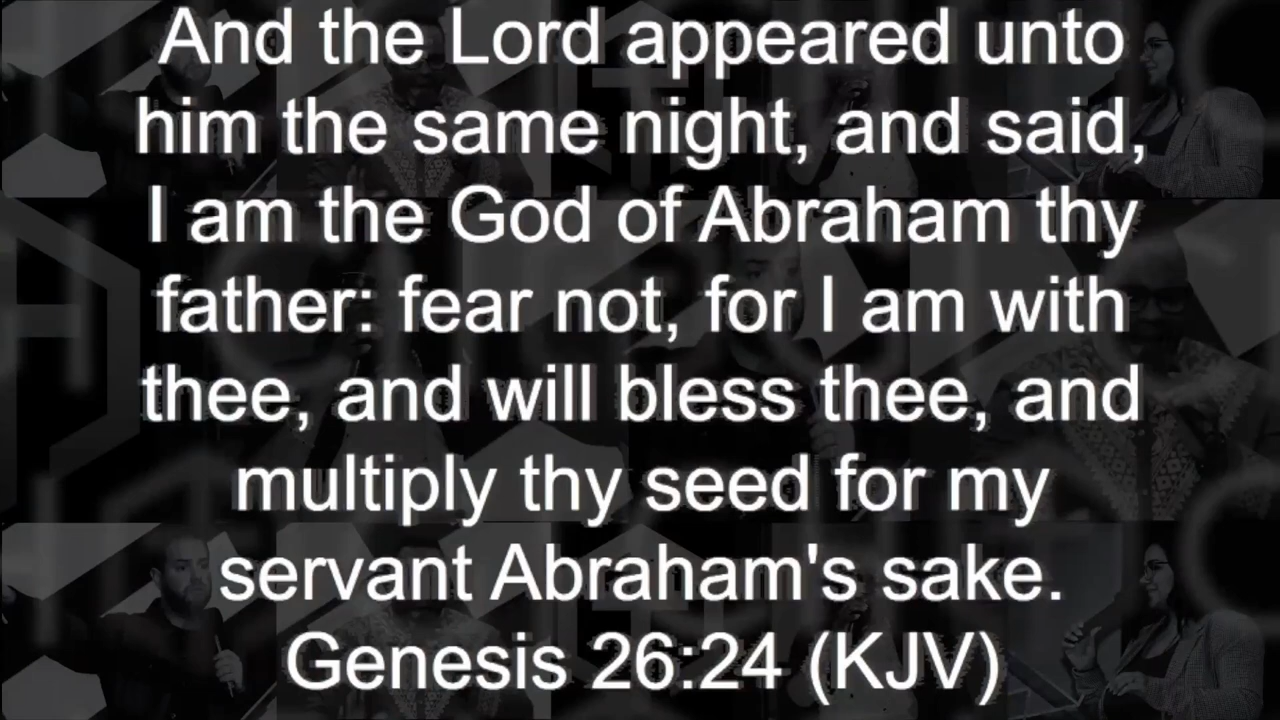 And the Lord appeared unto
him the same night, and said,
I am the God of Abraham thy
father: fear not, for I am with
thee, and will bless thee, and
multiply thy seed for my
servant Abraham's sake.
Genesis 26:24 (KJV)